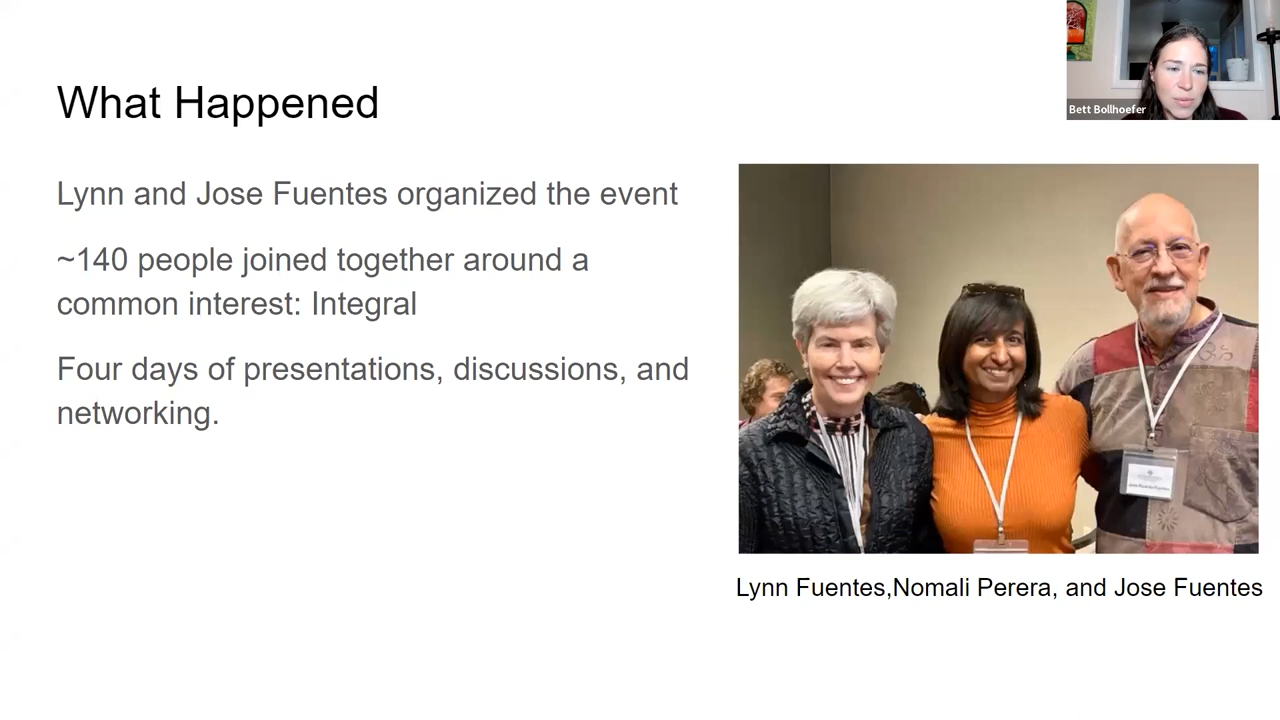 What Happened
Bett Bollhoefer
Lynn and Jose Fuentes organized the event
~140 people joined together around a
common interest: Integral
Four days of presentations, discussions, and
networking.
Lynn Fuentes,Nomali Perera, and Jose Fuentes